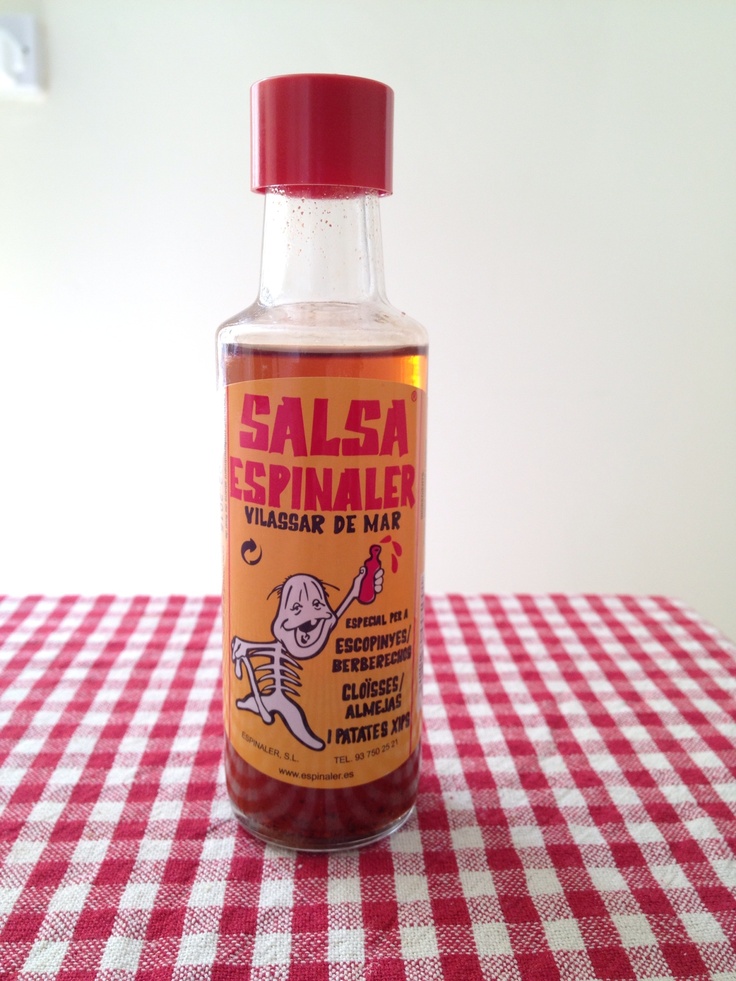 SALSA®
ESPINALER
VILASSAR DE MAR
ESPECIAL PER A
ESCOPINYES/
BERBERECHOS
CLOÏSSES/
ALMEJAS
I PATATES XIPS
ESPINALER, S.L.
TEL. 93 750 25 21
www.espinaler.es